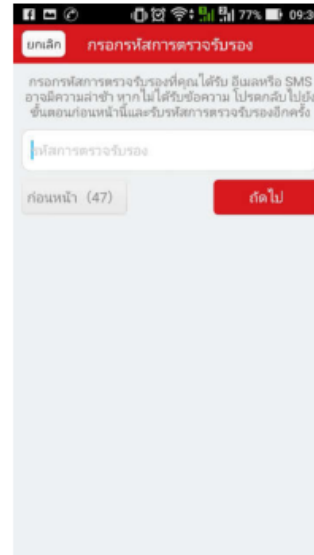 77% 09:3
ยกเลิก กรอกรหัสการตรวจรับรอง
กรอกรหัสการตรวจรับรองที่คุณได้รับ อีเมลหรือ SMS
อาจมีความล่าช้า หากไม่ได้รับข้อความ โปรดกลับไปยัง
ขั้นตอนก่อนหน้านี้และรับรหัสการตรวจรับรองอีกครั้ง
รหัสการตรวจรับรอง
ก่อนหน้า (47) ถัดไป